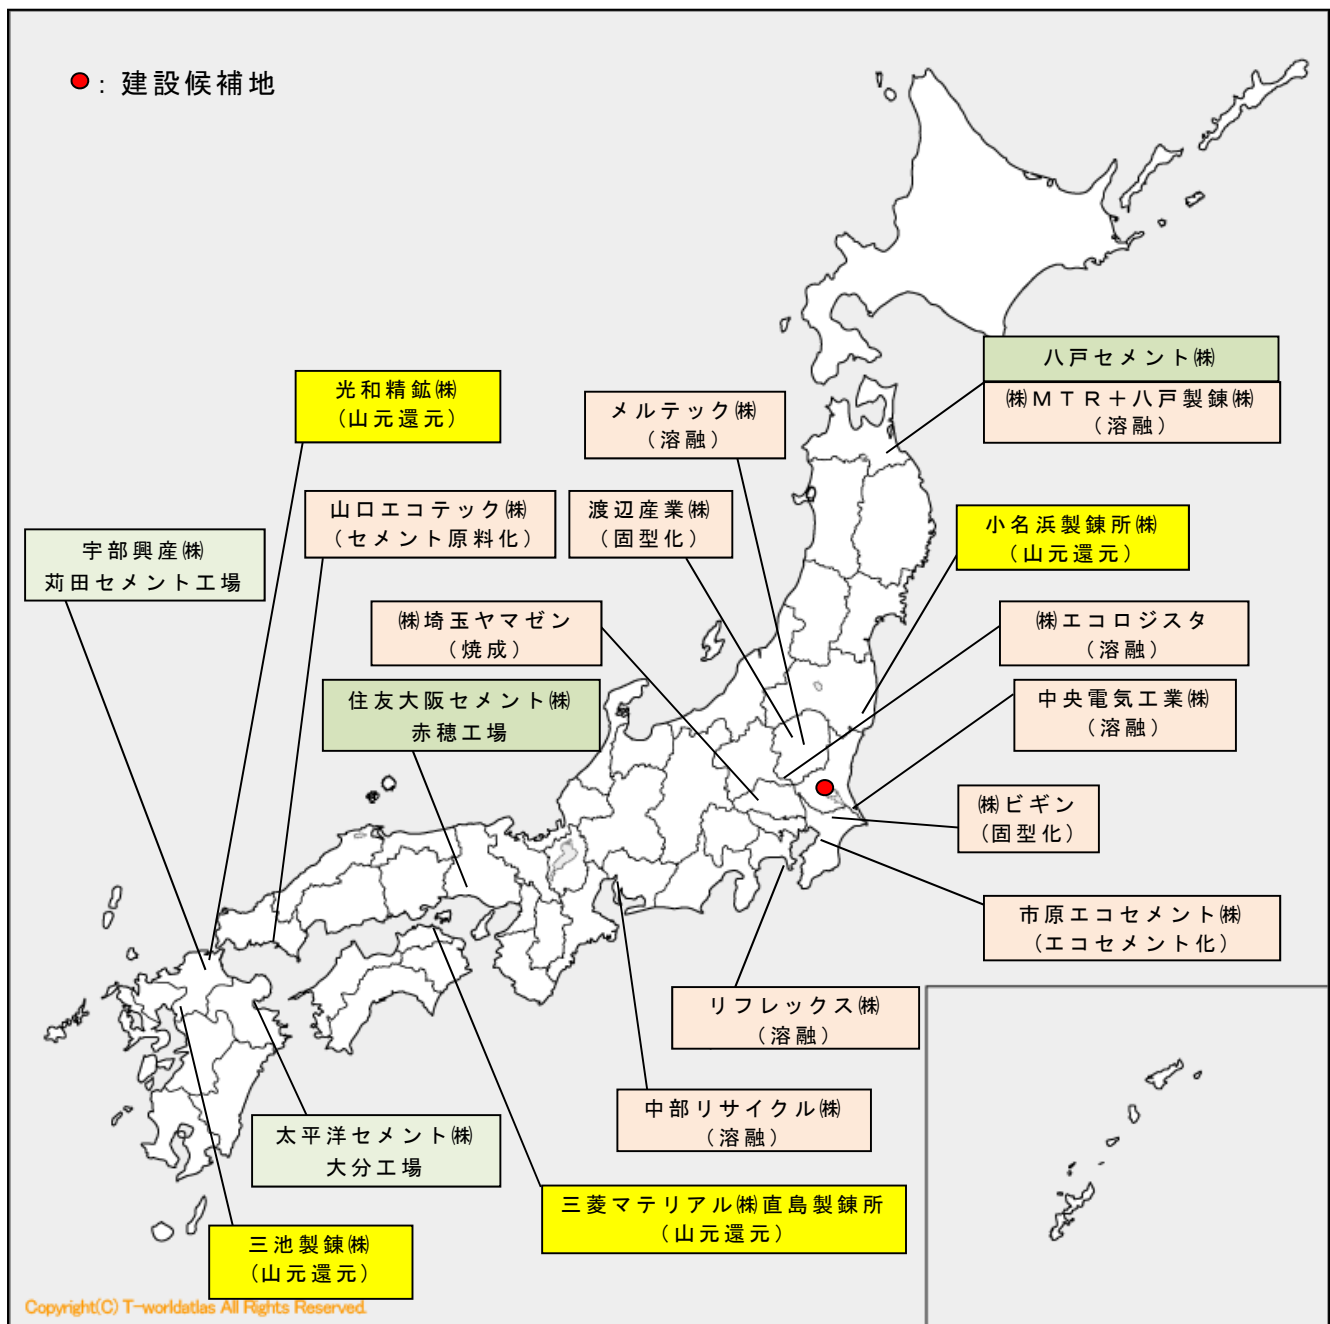 ●：建設候補地
八戸セメント㈱
㈱ＭＴＲ＋八戸製錬㈱
（溶融）
光和精鉱㈱
（山元還元）
メルテック㈱
（溶融）
山口エコテック㈱
（セメント原料化）
渡辺産業㈱
（固型化）
小名浜製錬所㈱
（山元還元）
宇部興産㈱
苅田セメント工場
㈱埼玉ヤマゼン
（焼成）
㈱エコロジスタ
（溶融）
住友大阪セメント㈱
赤穂工場
中央電気工業㈱
（溶融）
㈱ビギン
（固型化）
市原エコセメント㈱
（エコセメント化）
リフレックス㈱
（溶融）
中部リサイクル㈱
（溶融）
太平洋セメント㈱
大分工場
三菱マテリアル㈱直島製錬所
（山元還元）
三池製錬㈱
（山元還元）
Copyright(C) T-worldatlas All Rights Reserved.